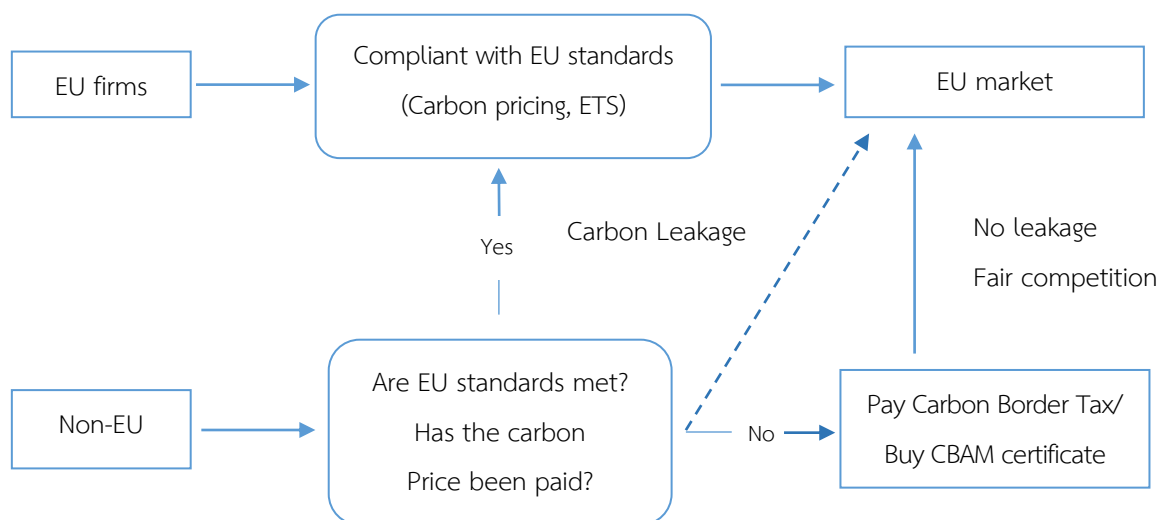 EU firms
Compliant with EU standards
(Carbon pricing, ETS)
EU market
Yes
Carbon Leakage
No leakage
Fair competition
Non-EU
Are EU standards met?
Has the carbon
Price been paid?
No
Pay Carbon Border Tax/
Buy CBAM certificate